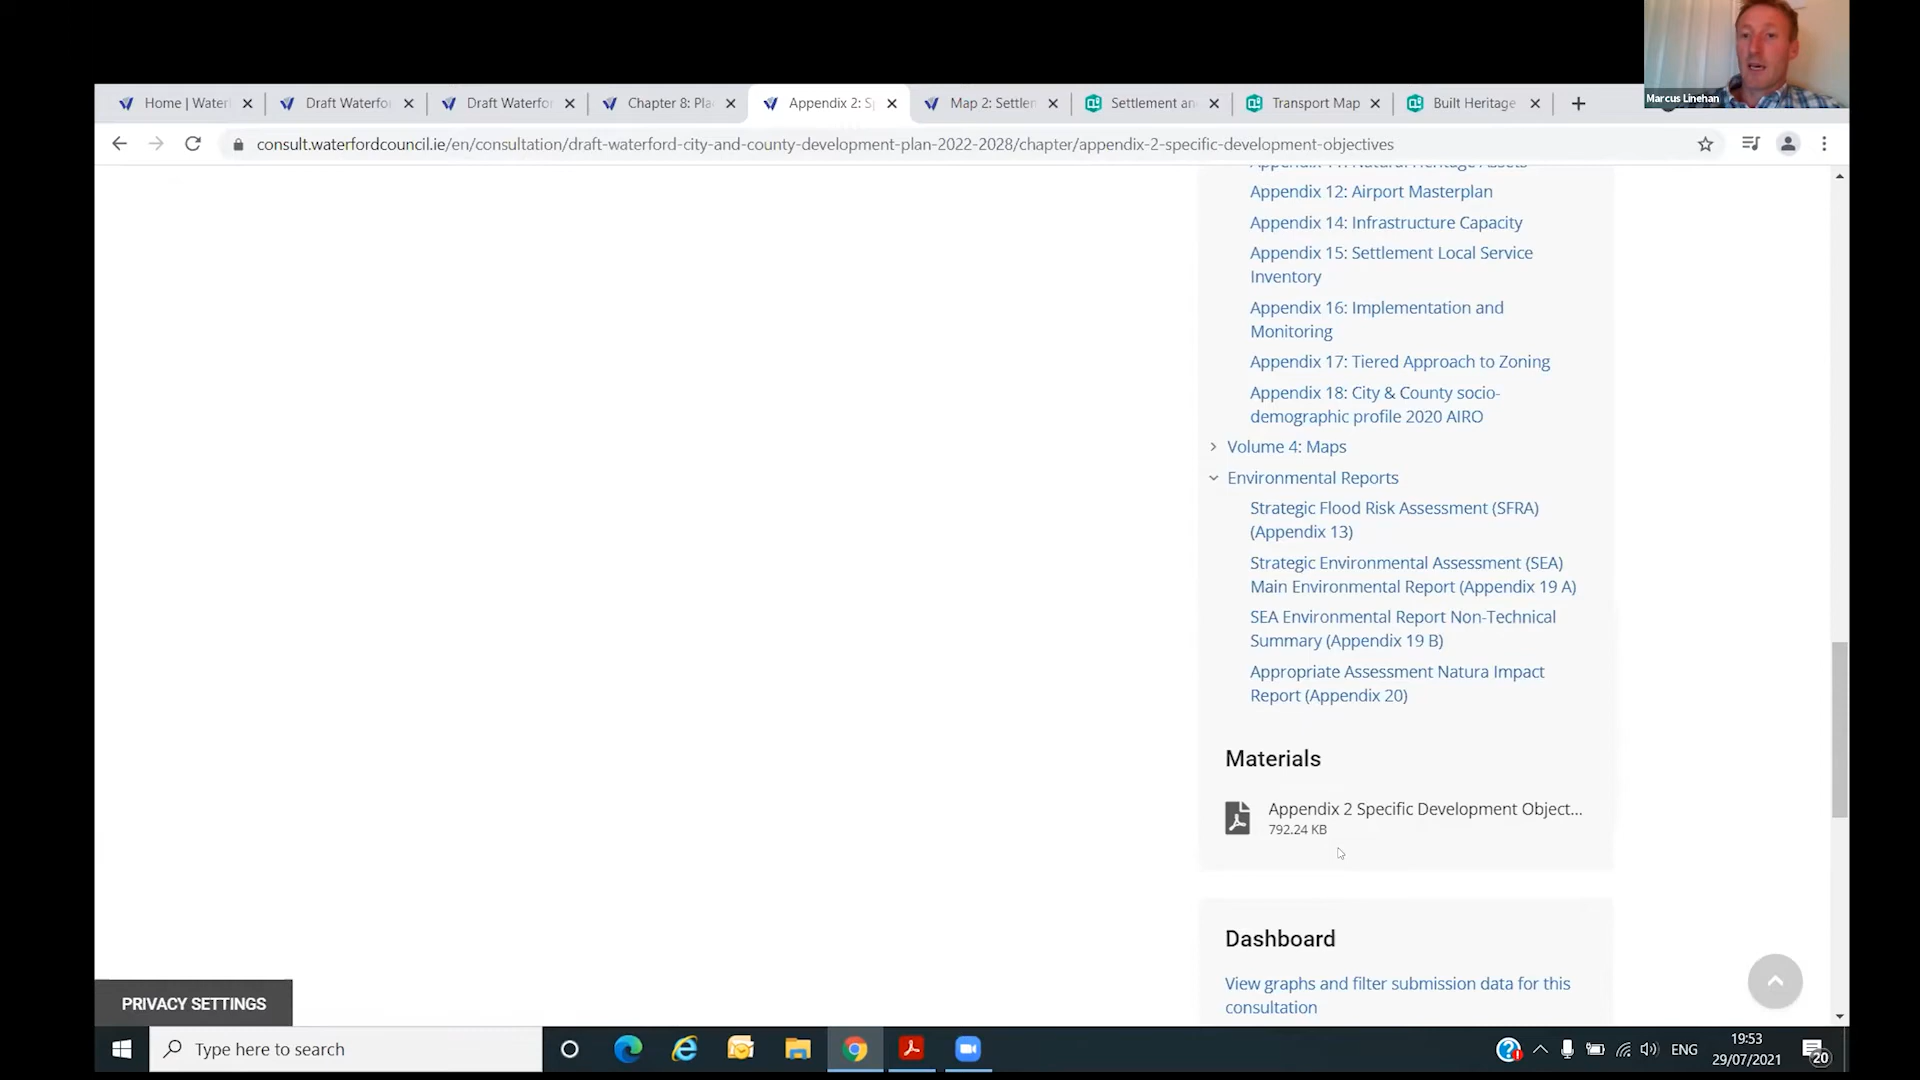 Marcus Linehan
Home | Water
Draft Waterfo
Draft Waterfor
Chapter 8: Pla
Appendix 2: S
Map 2: Settlen
Settlement an
Transport Map
Built Heritage
consult.waterfordcouncil.ie/en/consultation/draft-waterford-city-and-county-development-plan-2022-2028/chapter/appendix-2-specific-development-objectives
Appendix 11: Natural Heritage Assets
Appendix 12: Airport Masterplan
Appendix 14: Infrastructure Capacity
Appendix 15: Settlement Local Service
Inventory
Appendix 16: Implementation and
Monitoring
Appendix 17: Tiered Approach to Zoning
Appendix 18: City & County socio-
demographic profile 2020 AIRO
Volume 4: Maps
Environmental Reports
Strategic Flood Risk Assessment (SFRA)
(Appendix 13)
Strategic Environmental Assessment (SEA)
Main Environmental Report (Appendix 19 A)
SEA Environmental Report Non-Technical
Summary (Appendix 19 B)
Appropriate Assessment Natura Impact
Report (Appendix 20)
Materials
Appendix 2 Specific Development Object...
792.24 KB
Dashboard
View graphs and filter submission data for this
consultation
PRIVACY SETTINGS
Type here to search
ENG
19:53
29/07/2021
20